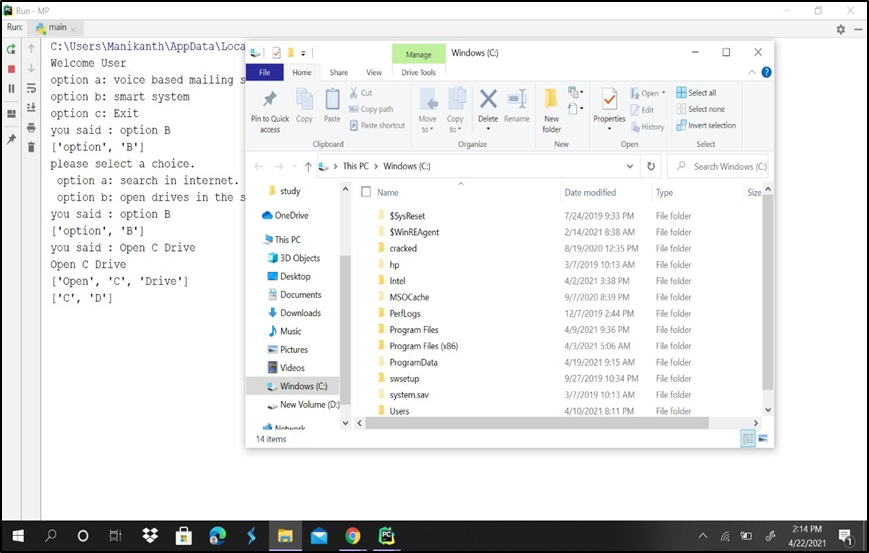 Run - MP
Run: main
C:\Users\Manikanth\AppData\Loca
Welcome User
option a: voice based mailing s
option b: smart system
option c: Exit
you said : option B
['option', 'B']
please select a choice.
option a: search in internet.
option b: open drives in the s
you said : option B
['option', 'B']
you said : Open C Drive
Open C Drive
['Open', 'C', 'Drive']
['C', 'D']
Manage Windows (C:)
File Home Share View Drive Tools
Pin to Quick access
Copy
Paste
Cut
Copy path
Paste shortcut
Clipboard
Move to
Copy to
Delete
Rename
Organize
New folder
New
Properties
Open
Edit
History
Open
Select all
Select none
Invert selection
Select
This PC > Windows (C:)
Search Windows (C:)
study
OneDrive
This PC
3D Objects
Desktop
Documents
Downloads
Music
Pictures
Videos
Windows (C:)
New Volume (D:)
Network
Name Date modified Type Size
$SysReset 7/24/2019 9:33 PM File folder
$WinREAgent 2/14/2021 8:38 AM File folder
cracked 8/19/2020 12:35 PM File folder
hp 3/7/2019 10:13 AM File folder
Intel 4/2/2021 3:38 PM File folder
MSOCache 9/7/2020 8:39 PM File folder
PerfLogs 12/7/2019 2:44 PM File folder
Program Files 4/9/2021 9:36 PM File folder
Program Files (x86) 4/3/2021 5:06 AM File folder
ProgramData 4/19/2021 9:15 AM File folder
swsetup 9/27/2019 10:34 PM File folder
system.sav 3/7/2019 10:13 AM File folder
Users 4/10/2021 8:11 PM File folder
14 items
2:14 PM
4/22/2021
1